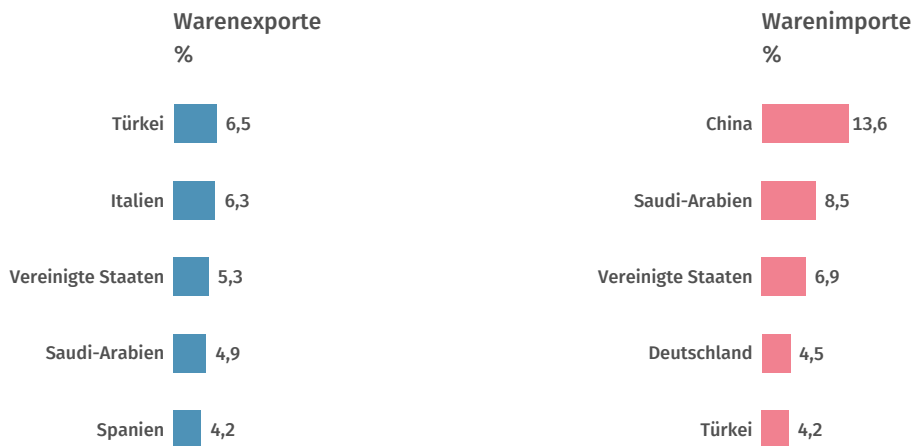 Warenexporte
%
Türkei 6,5
Italien 6,3
Vereinigte Staaten 5,3
Saudi-Arabien 4,9
Spanien 4,2
Warenimporte
%
China 13,6
Saudi-Arabien 8,5
Vereinigte Staaten 6,9
Deutschland 4,5
Türkei 4,2